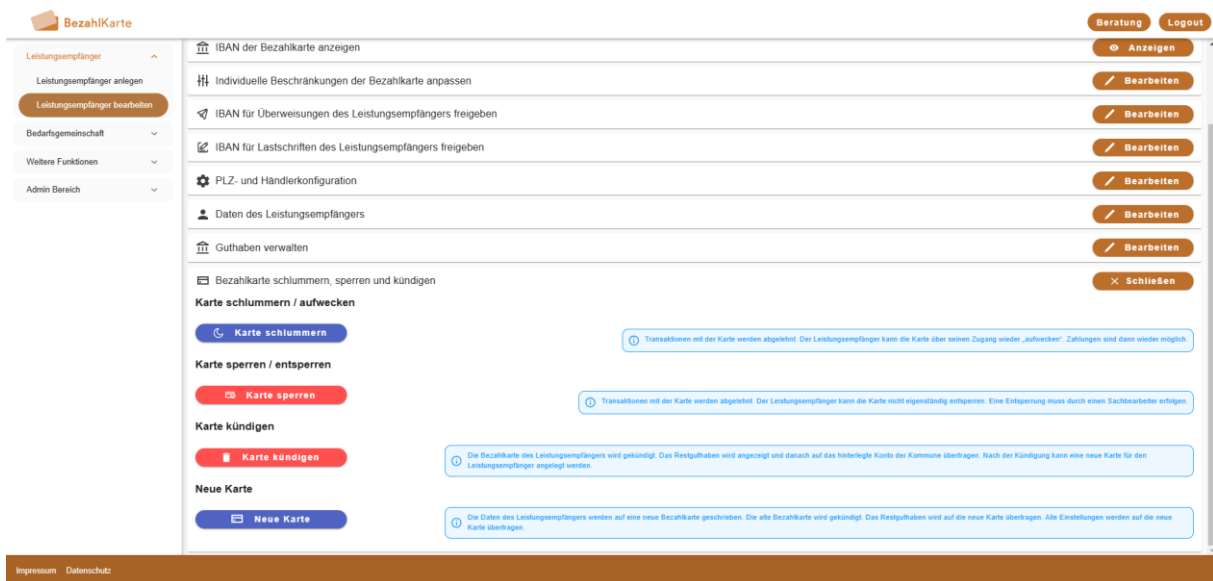 BezahlKarte
Beratung
Logout
Leistungsempfänger
Leistungsempfänger anlegen
Leistungsempfänger bearbeiten
Bedarfsgemeinschaft
Weitere Funktionen
Admin Bereich
IBAN der Bezahlkarte anzeigen
Anzeigen
Individuelle Beschränkungen der Bezahlkarte anpassen
Bearbeiten
IBAN für Überweisungen des Leistungsempfängers freigeben
Bearbeiten
IBAN für Lastschriften des Leistungsempfängers freigeben
Bearbeiten
PLZ- und Händlerkonfiguration
Bearbeiten
Daten des Leistungsempfängers
Bearbeiten
Guthaben verwalten
Bearbeiten
Bezahlkarte schlummern, sperren und kündigen
Schließen
Karte schlummern / aufwecken
Karte schlummern
Transaktionen mit der Karte werden abgelehnt. Der Leistungsempfänger kann die Karte über seinen Zugang wieder „aufwecken“. Zahlungen sind dann wieder möglich.
Karte sperren / entsperren
Karte sperren
Transaktionen mit der Karte werden abgelehnt. Der Leistungsempfänger kann die Karte nicht eigenständig entsperren. Eine Entsperrung muss durch einen Sachbearbeiter erfolgen.
Karte kündigen
Karte kündigen
Die Bezahlkarte des Leistungsempfängers wird gekündigt. Das Restguthaben wird angezeigt und danach auf das hinterlegte Konto der Kommune übertragen. Nach der Kündigung kann eine neue Karte für den
Leistungsempfänger angelegt werden.
Neue Karte
Neue Karte
Die Daten des Leistungsempfängers werden auf eine neue Bezahlkarte geschrieben. Die alte Bezahlkarte wird gekündigt. Das Restguthaben wird auf die neue Karte übertragen. Alle Einstellungen werden auf die neue
Karte übertragen.
Impressum
Datenschutz